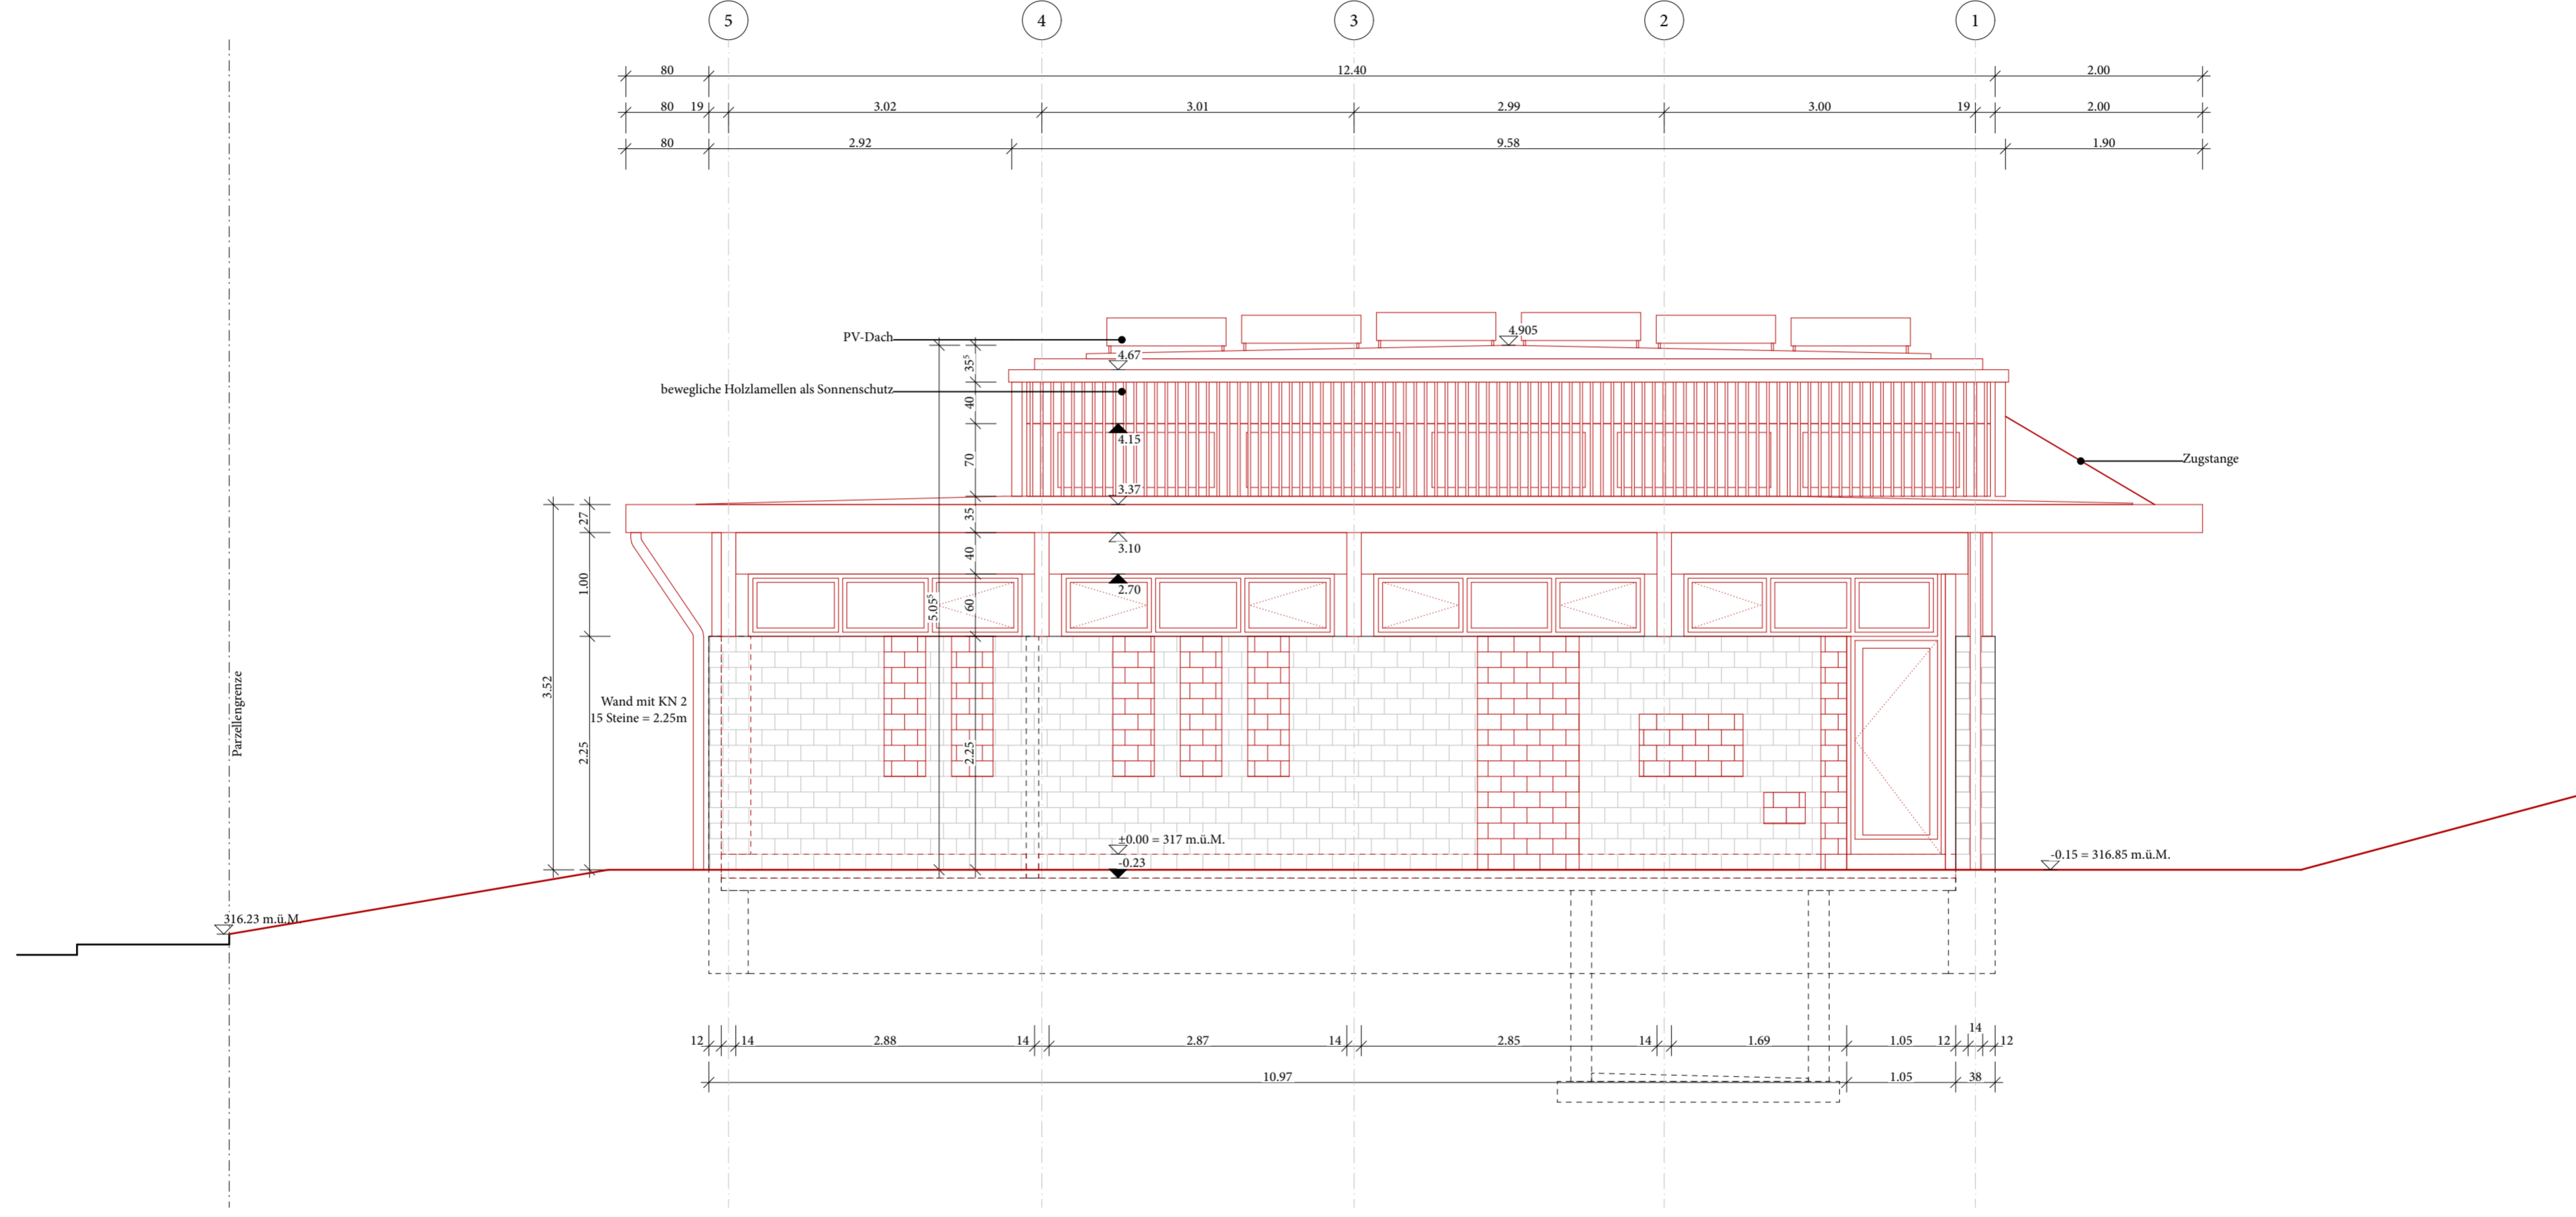 5 4 3 2 1
80 12.40 2.00
80 19 3.02 3.01 2.99 3.00 19 2.00
80 2.92 9.58 1.90
4.905
PV-Dach
4.67
35⁵
bewegliche Holzlamellen als Sonnenschutz
40
4.15
70
Zugstange
3.37
27
35
3.10
40
1.00
2.70
60
5.05⁵
3.52
Wand mit KN 2
15 Steine = 2.25m
2.25
2.25
Parzellengrenze
±0.00 = 317 m.ü.M.
-0.23
-0.15 = 316.85 m.ü.M.
316.23 m.ü.M.
14
12 14 2.88 14 2.87 14 2.85 14 1.69 1.05 12 12
10.97 1.05 38